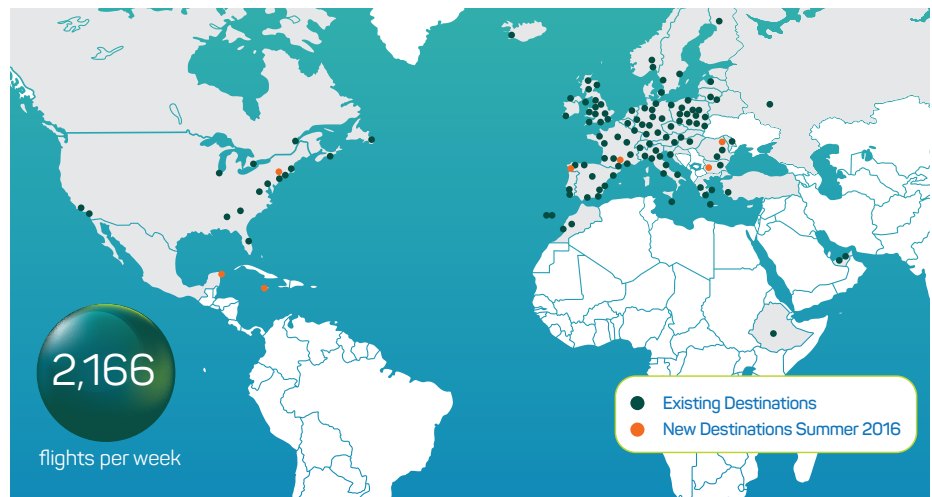 2,166
flights per week
Existing Destinations
New Destinations Summer 2016